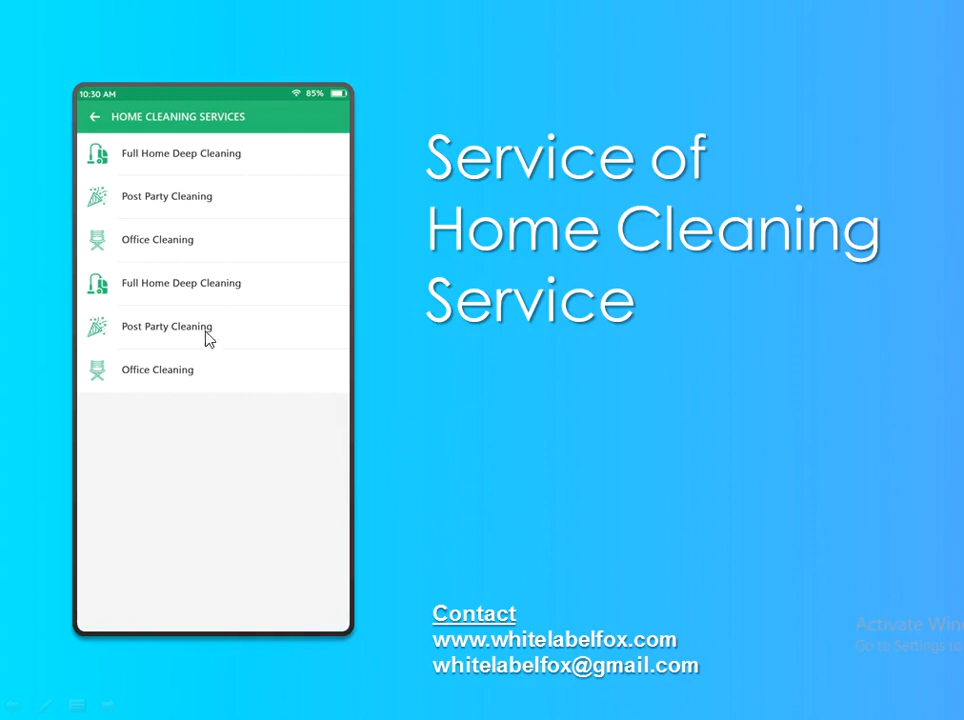 10:30 AM 85%
HOME CLEANING SERVICES
Full Home Deep Cleaning
Post Party Cleaning
Office Cleaning
Full Home Deep Cleaning
Post Party Cleaning
Office Cleaning
Service of
Home Cleaning
Service
Contact
www.whitelabelfox.com
whitelabelfox@gmail.com
Activate Win
Go to Settings to